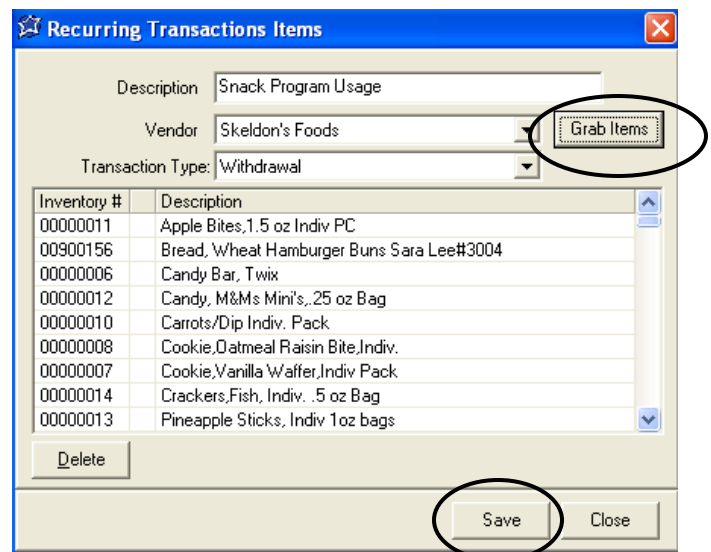 Recurring Transactions Items
Description Snack Program Usage
Vendor Skeldon's Foods Grab Items
Transaction Type: Withdrawal
Inventory # Description
00000011 Apple Bites,1.5 oz Indiv PC
00900156 Bread, Wheat Hamburger Buns Sara Lee#3004
00000006 Candy Bar, Twix
00000012 Candy, M&Ms Mini's,.25 oz Bag
00000010 Carrots/Dip Indiv. Pack
00000008 Cookie,Oatmeal Raisin Bite,Indiv.
00000007 Cookie,Vanilla Waffer,Indiv Pack
00000014 Crackers,Fish, Indiv. .5 oz Bag
00000013 Pineapple Sticks, Indiv 1oz bags
Delete
Save Close